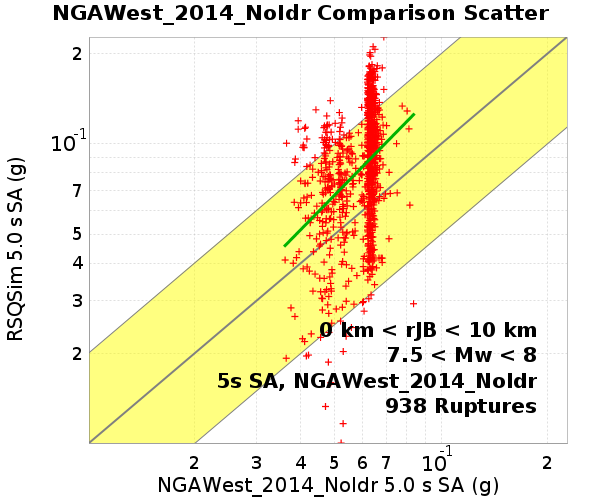 NGAWest_2014_NoIdr Comparison Scatter
2
10-1
7
5
4
3
2
RSQSim 5.0 s SA (g)
0 km < rJB < 10 km
7.5 < Mw < 8
5s SA, NGAWest_2014_NoIdr
938 Ruptures
2 3 4 5 6 7 10-1 2
NGAWest_2014_NoIdr 5.0 s SA (g)